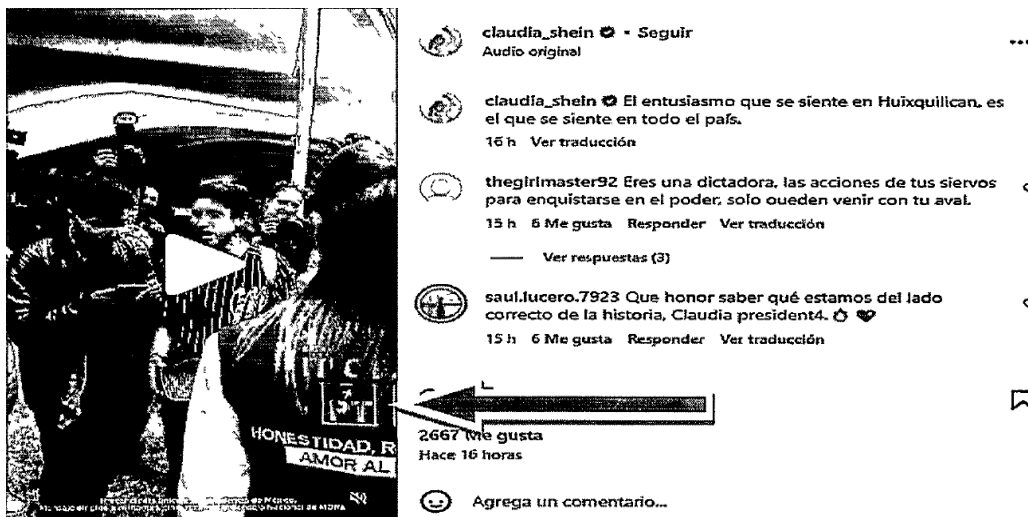 claudia_shein • Seguir
Audio original
claudia_shein El entusiasmo que se siente en Huixquilican, es
el que se siente en todo el país.
16 h Ver traducción
thegirlmaster92 Eres una dictadora, las acciones de tus siervos
para enquistarse en el poder, solo pueden venir con tu aval.
15 h 6 Me gusta Responder Ver traducción
Ver respuestas (3)
saul.lucero.7923 Que honor saber qué estamos del lado
correcto de la historia, Claudia president4.
15 h 6 Me gusta Responder Ver traducción
PT
HONESTIDAD, R
AMOR AL
2667 Me gusta
Hace 16 horas
Agrega un comentario...